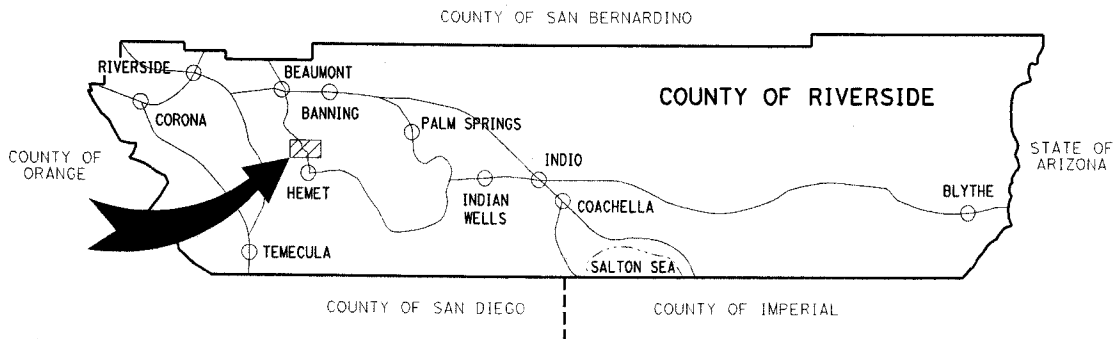 COUNTY OF SAN BERNARDINO
RIVERSIDE
BEAUMONT
BANNING
COUNTY OF RIVERSIDE
CORONA
PALM SPRINGS
COUNTY OF
ORANGE
STATE OF
ARIZONA
INDIO
HEMET
INDIAN
WELLS
COACHELLA
BLYTHE
TEMECULA
SALTON SEA
COUNTY OF SAN DIEGO
COUNTY OF IMPERIAL